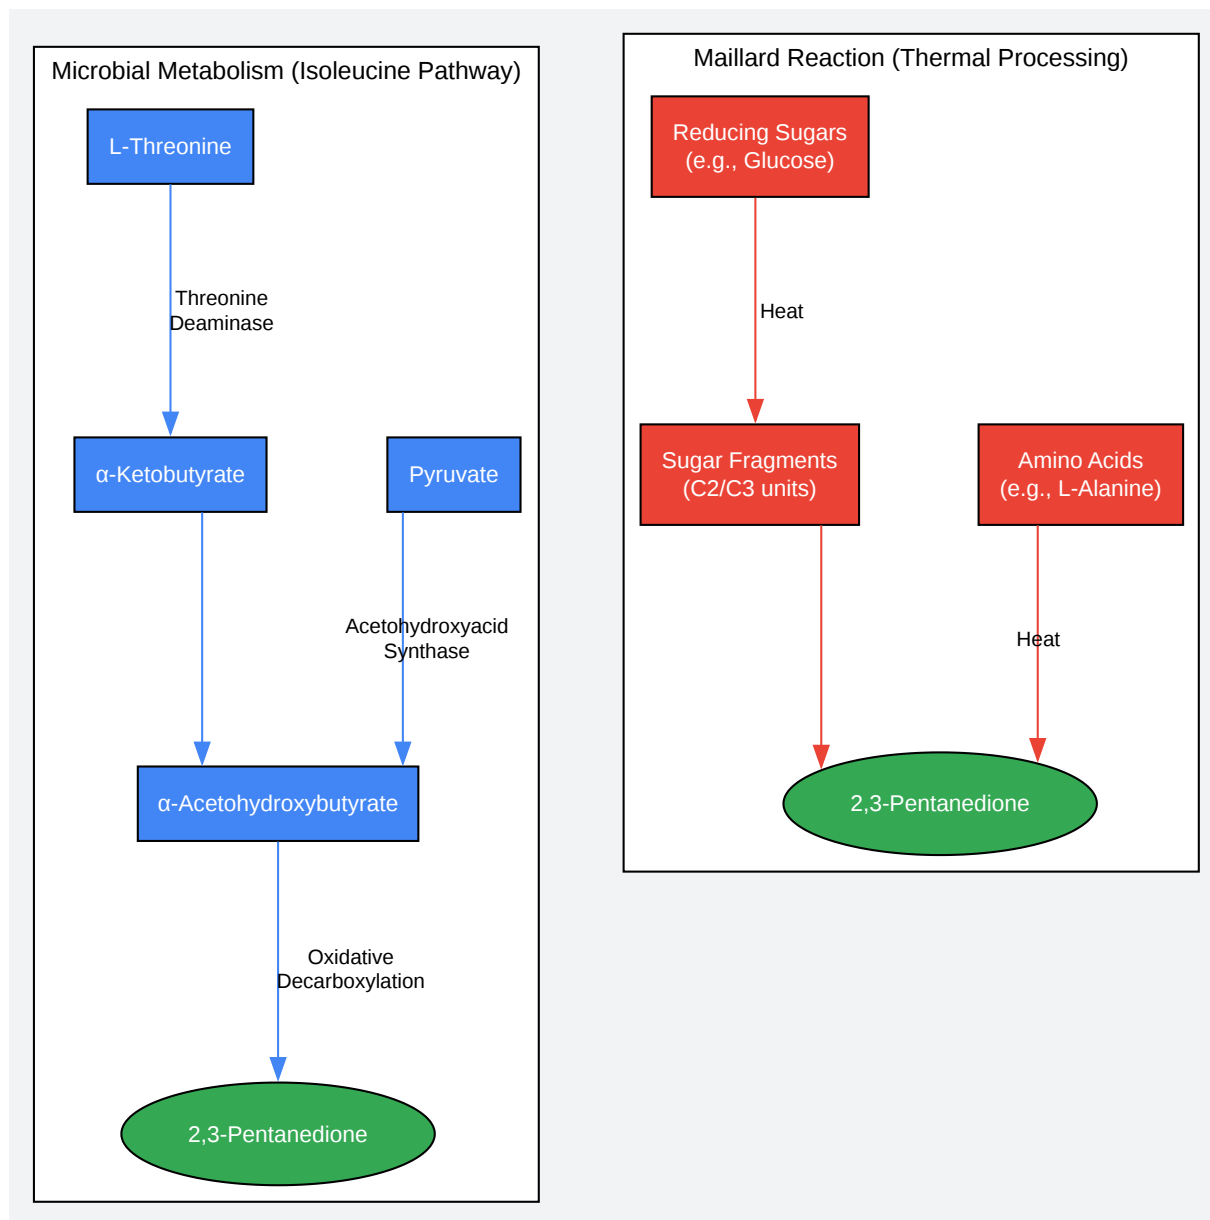 Microbial Metabolism (Isoleucine Pathway)
L-Threonine
Threonine
Deaminase
α-Ketobutyrate
Pyruvate
Acetohydroxyacid
Synthase
α-Acetohydroxybutyrate
Oxidative
Decarboxylation
2,3-Pentanedione
Maillard Reaction (Thermal Processing)
Reducing Sugars
(e.g., Glucose)
Heat
Sugar Fragments
(C2/C3 units)
Amino Acids
(e.g., L-Alanine)
Heat
2,3-Pentanedione